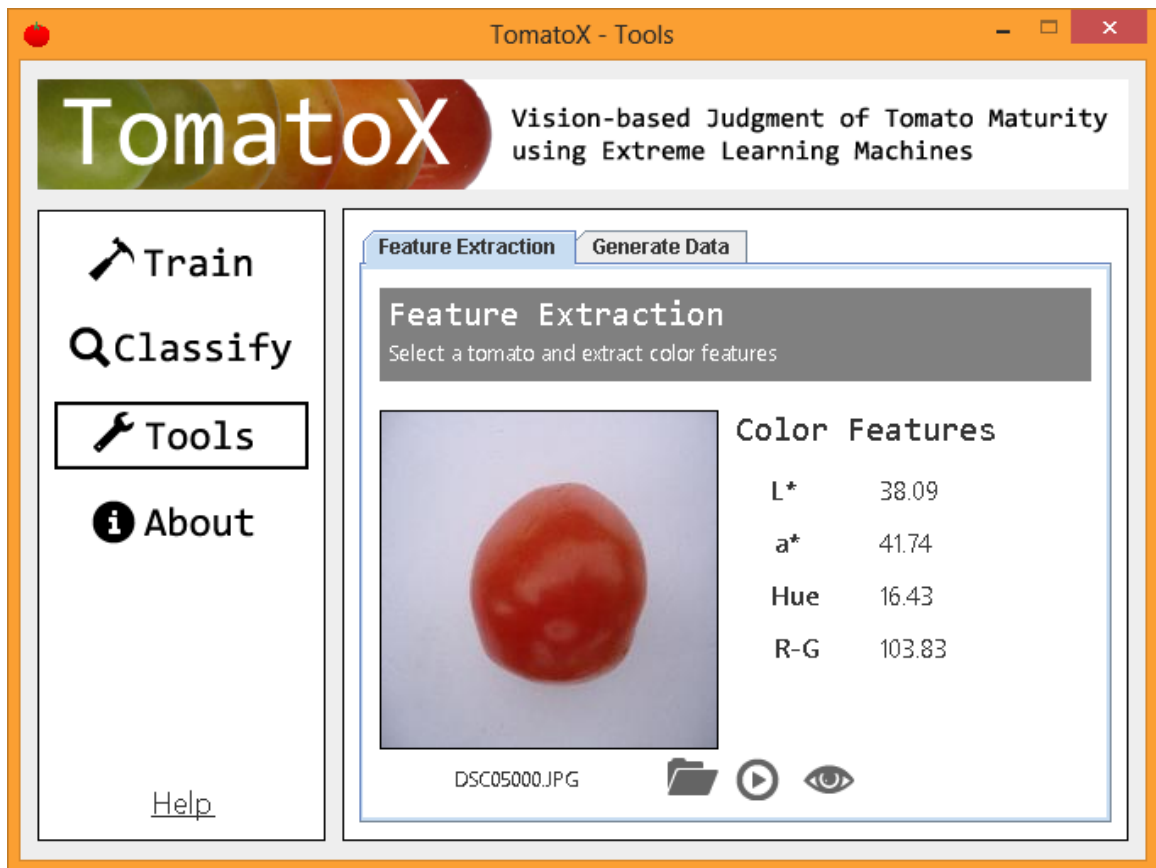 TomatoX - Tools
TomatoX
Vision-based Judgment of Tomato Maturity
using Extreme Learning Machines
Train
Classify
Tools
About
Help
Feature Extraction
Generate Data
Feature Extraction
Select a tomato and extract color features
Color Features
L* 38.09
a* 41.74
Hue 16.43
R-G 103.83
DSC05000.JPG